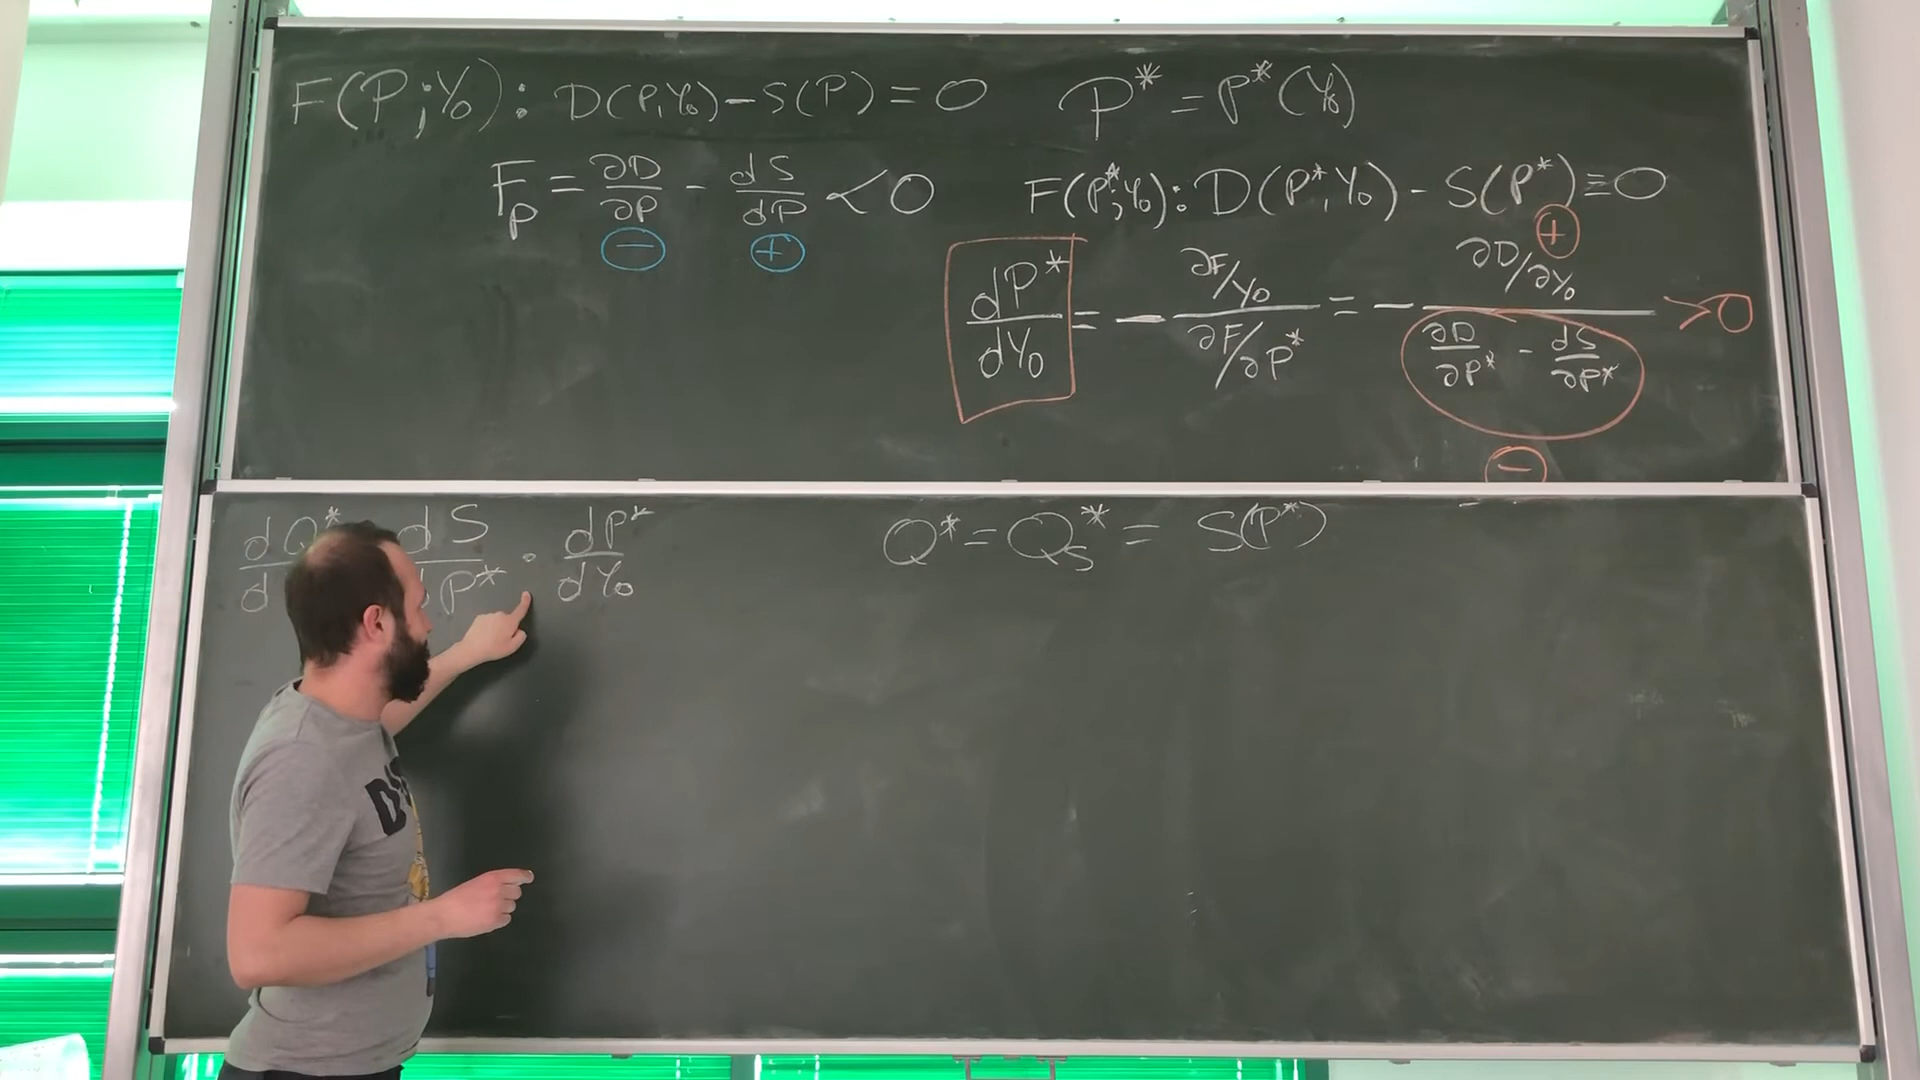 F(P;Y₀): D(P,Y₀) - S(P) = 0   P* = P*(Y₀)
F_P = ∂D/∂P - dS/dP < 0   F(P*;Y₀): D(P*,Y₀) - S(P*) ≡ 0
⊖ ⊕
dP*/dY₀ = - (∂F/Y₀)/(∂F/∂P*) = - (∂D/∂Y₀)/(∂D/∂P* - dS/∂P*) > 0
⊕
⊖
dQ*/d dS/dP* · dP*/dY₀   Q* = Q_S* = S(P*)
D